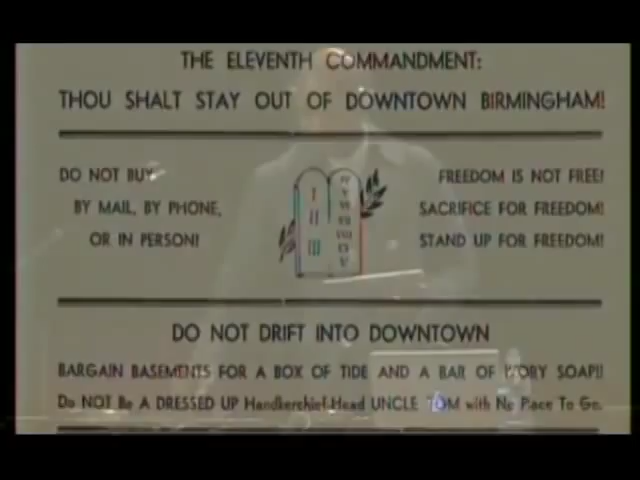 THE ELEVENTH COMMANDMENT:
THOU SHALT STAY OUT OF DOWNTOWN BIRMINGHAM!
DO NOT BUY
BY MAIL, BY PHONE,
OR IN PERSON!
I
II
III
FREEDOM IS NOT FREE!
SACRIFICE FOR FREEDOM!
STAND UP FOR FREEDOM!
DO NOT DRIFT INTO DOWNTOWN
BARGAIN BASEMENTS FOR A BOX OF TIDE AND A BAR OF IVORY SOAP!!
Do NOT Be A DRESSED UP Handkerchief-Head UNCLE TOM with No Place To Go.